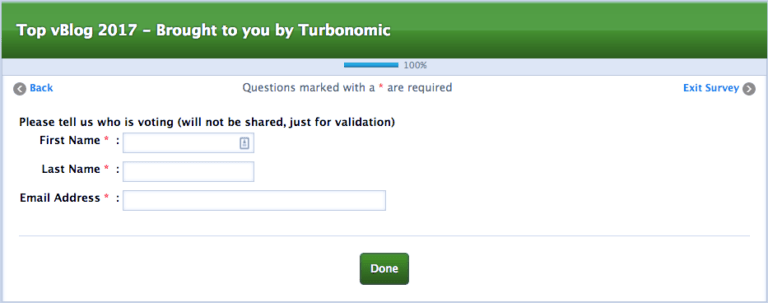 Top vBlog 2017 - Brought to you by Turbonomic
100%
Back
Questions marked with a * are required
Exit Survey
Please tell us who is voting (will not be shared, just for validation)
First Name * :
Last Name * :
Email Address * :
Done